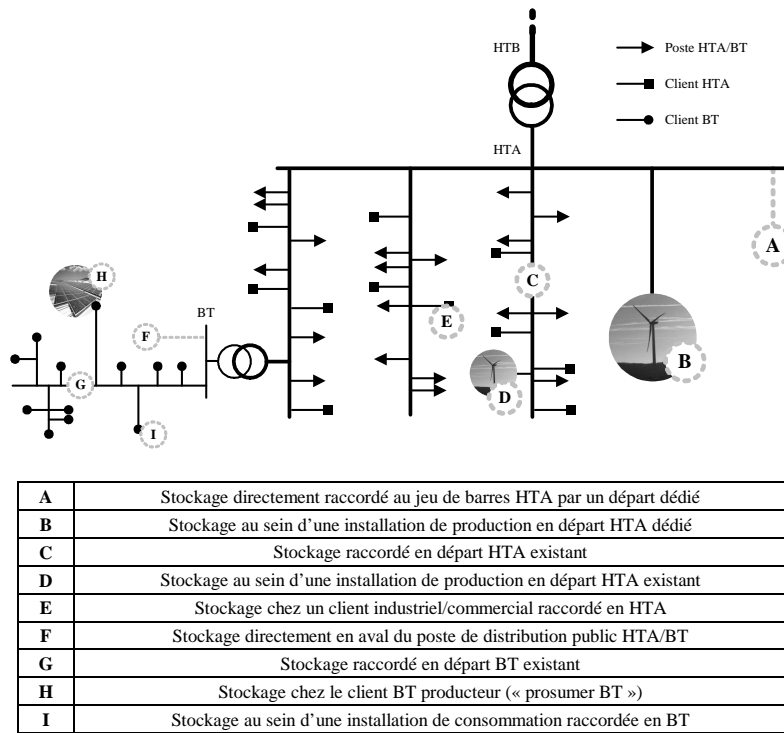 HTB
Poste HTA/BT
Client HTA
Client BT
HTA
A
H
C
BT
E
F
B
G
D
I
A Stockage directement raccordé au jeu de barres HTA par un départ dédié
B Stockage au sein d’une installation de production en départ HTA dédié
C Stockage raccordé en départ HTA existant
D Stockage au sein d’une installation de production en départ HTA existant
E Stockage chez un client industriel/commercial raccordé en HTA
F Stockage directement en aval du poste de distribution public HTA/BT
G Stockage raccordé en départ BT existant
H Stockage chez le client BT producteur (« prosumer BT »)
I Stockage au sein d’une installation de consommation raccordée en BT